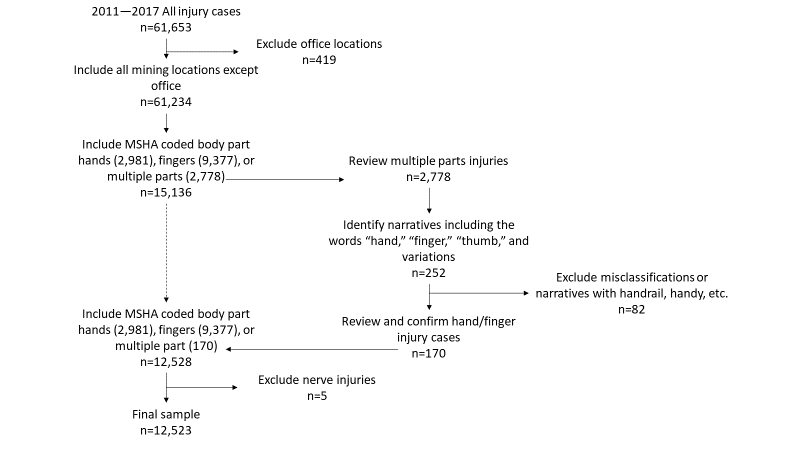 2011—2017 All injury cases
n=61,653
Exclude office locations
n=419
Include all mining locations except
office
n=61,234
Include MSHA coded body part
hands (2,981), fingers (9,377), or
multiple parts (2,778)
n=15,136
Review multiple parts injuries
n=2,778
Identify narratives including the
words “hand,” “finger,” “thumb,” and
variations
n=252
Exclude misclassifications or
narratives with handrail, handy, etc.
n=82
Review and confirm hand/finger
injury cases
n=170
Include MSHA coded body part
hands (2,981), fingers (9,377), or
multiple part (170)
n=12,528
Exclude nerve injuries
n=5
Final sample
n=12,523